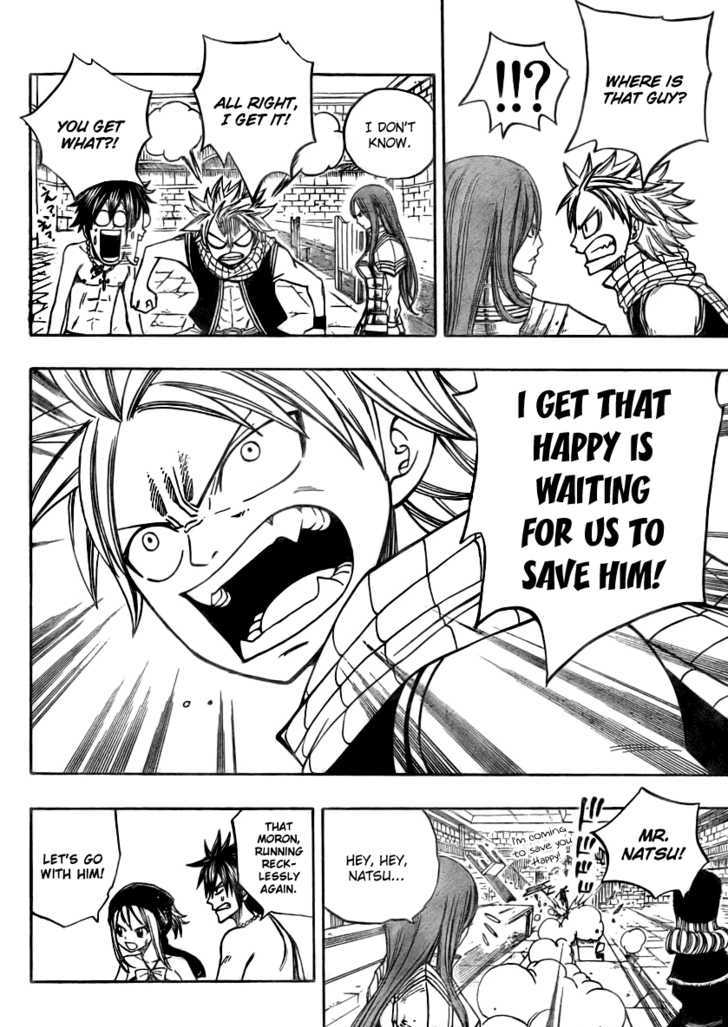 WHERE IS
THAT GUY?
!!?
I DON'T
KNOW.
ALL RIGHT,
I GET IT!
YOU GET
WHAT?!
I GET THAT
HAPPY IS
WAITING
FOR US TO
SAVE HIM!
MR.
NATSU!
I'm coming
to save you
Happy!
HEY, HEY,
NATSU...
THAT
MORON,
RUNNING
RECK-
LESSLY
AGAIN.
LET'S GO
WITH HIM!